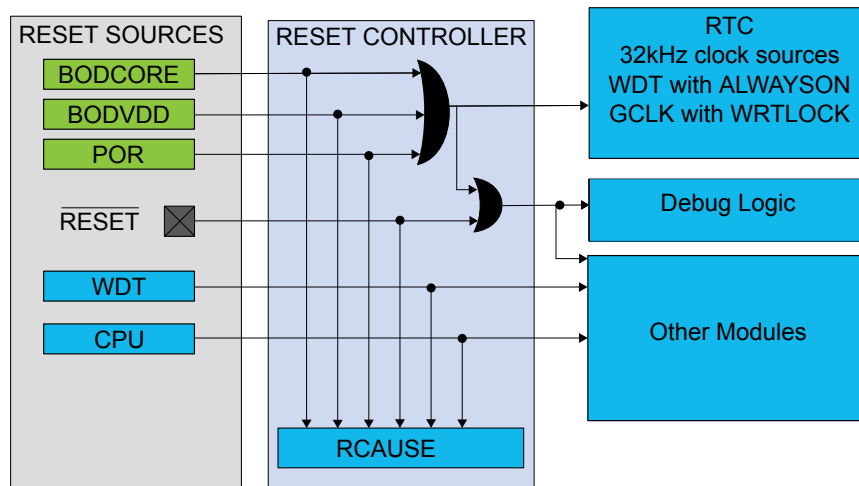 RESET SOURCES
BODCORE
BODVDD
POR
RESET
WDT
CPU
RESET CONTROLLER
RCAUSE
RTC
32kHz clock sources
WDT with ALWAYSON
GCLK with WRTLOCK
Debug Logic
Other Modules